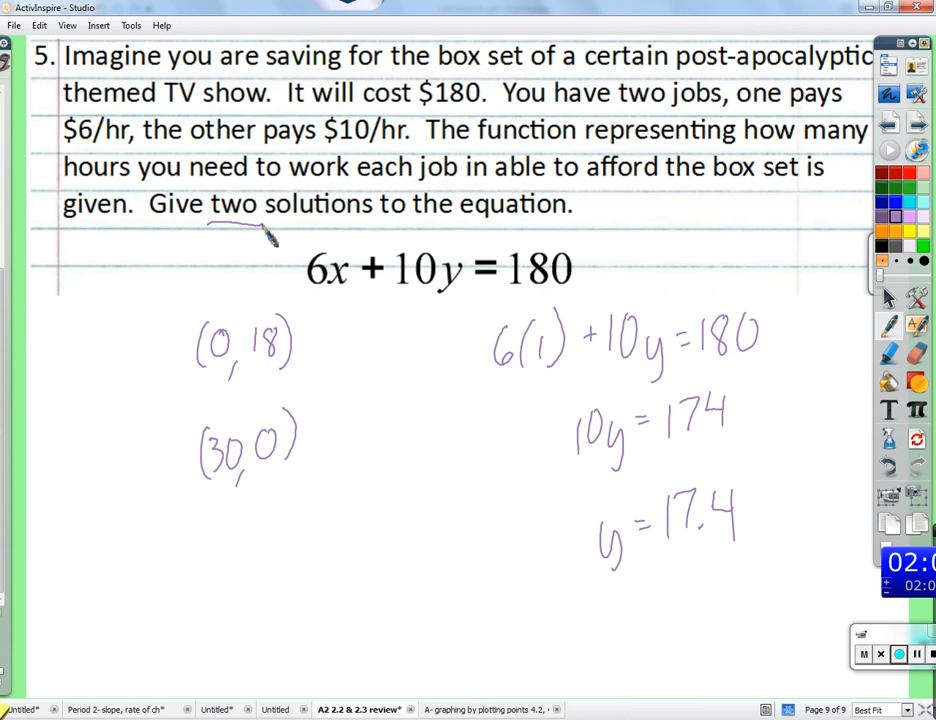 ActivInspire - Studio
File Edit View Insert Tools Help
5. Imagine you are saving for the box set of a certain post-apocalyptic
themed TV show. It will cost $180. You have two jobs, one pays
$6/hr, the other pays $10/hr. The function representing how many
hours you need to work each job in able to afford the box set is
given. Give two solutions to the equation.
6x + 10y = 180
(0, 18)
6(1) + 10y = 180
10y = 174
(30, 0)
y = 17.4
02:
02:
M
Untitled* Period 2- slope, rate of ch* Untitled* Untitled A2 2.2 & 2.3 review* A- graphing by plotting points 4.2, Page 9 of 9 Best Fit